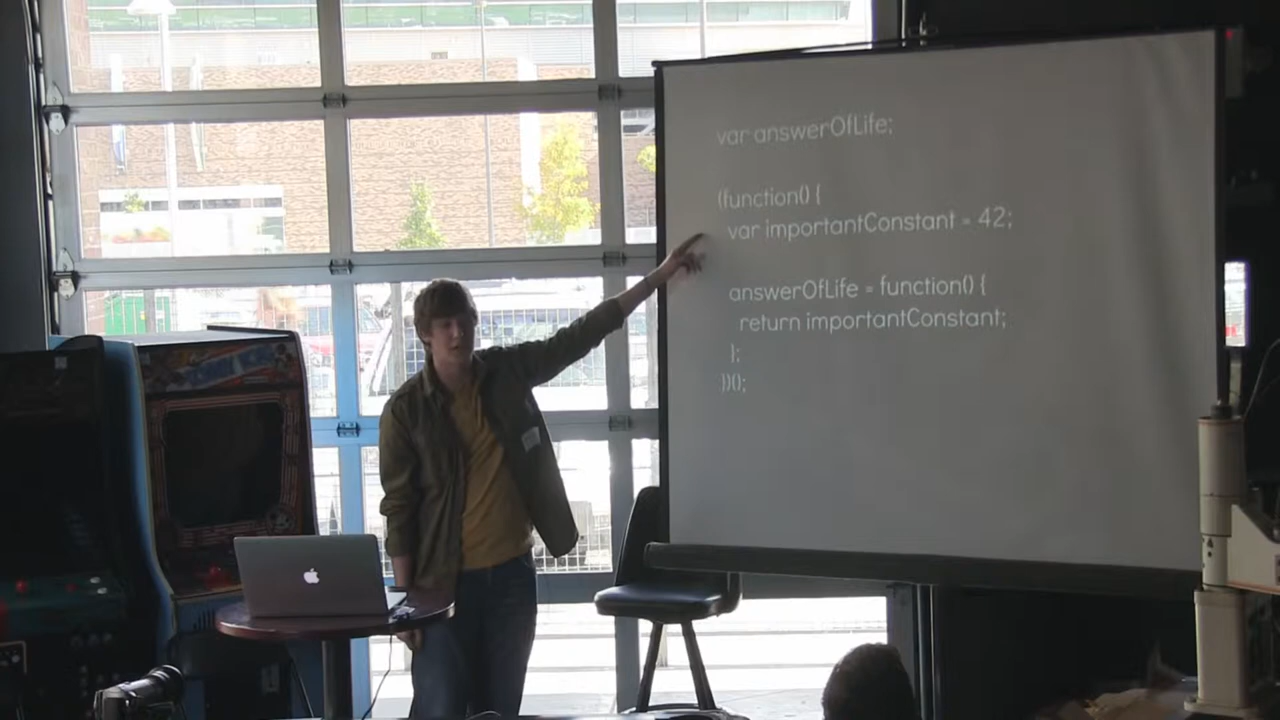 var answerOfLife;
(function() {
var importantConstant = 42;
answerOfLife = function() {
return importantConstant;
};
})();